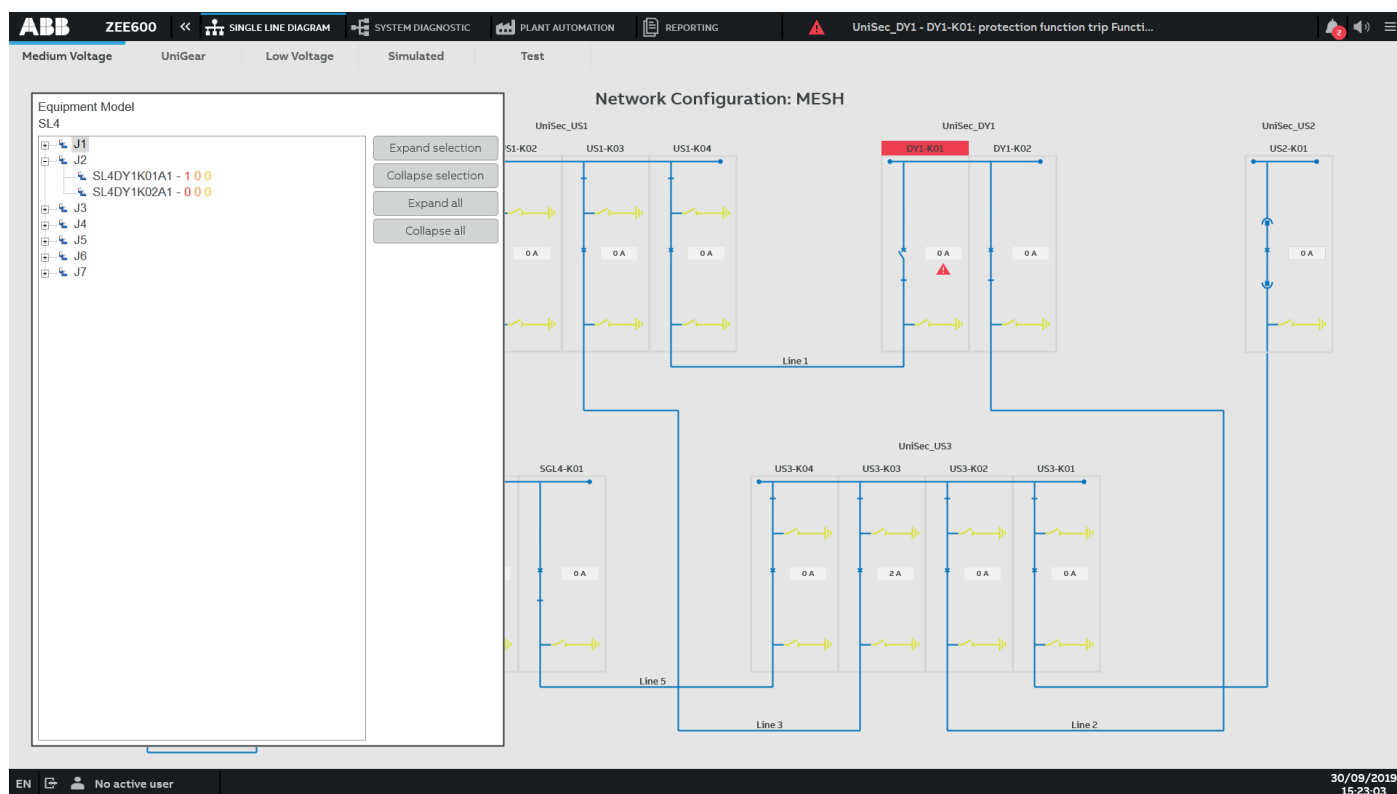 ABB ZEE600 « SINGLE LINE DIAGRAM SYSTEM DIAGNOSTIC PLANT AUTOMATION REPORTING UniSec_DY1 - DY1-K01: protection function trip Functi... 2
Medium Voltage UniGear Low Voltage Simulated Test
Network Configuration: MESH
Equipment Model
SL4
J1
J2
SL4DY1K01A1 - 1 0 0
SL4DY1K02A1 - 0 0 0
J3
J4
J5
J6
J7
Expand selection
Collapse selection
Expand all
Collapse all
UniSec_US1 UniSec_DY1 UniSec_US2
S1-K02 US1-K03 US1-K04 DY1-K01 DY1-K02 US2-K01
0 A 0 A 0 A 0 A 0 A 0 A
Line 1
UniSec_US3
SGL4-K01 US3-K04 US3-K03 US3-K02 US3-K01
0 A 0 A 2 A 0 A 0 A
Line 5
Line 3 Line 2
EN No active user 30/09/2019
15:23:03